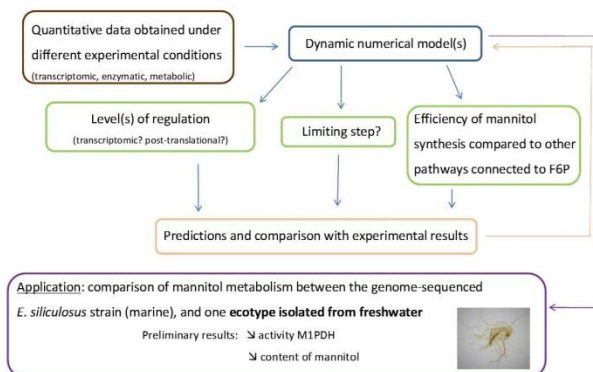 Quantitative data obtained under
different experimental conditions
(transcriptomic, enzymatic, metabolic)
Dynamic numerical model(s)
Level(s) of regulation
(transcriptomic? post-translational?)
Limiting step?
Efficiency of mannitol
synthesis compared to other
pathways connected to F6P
Predictions and comparison with experimental results
Application: comparison of mannitol metabolism between the genome-sequenced
E. siliculosus strain (marine), and one ecotype isolated from freshwater
Preliminary results: ↘ activity M1PDH
↘ content of mannitol